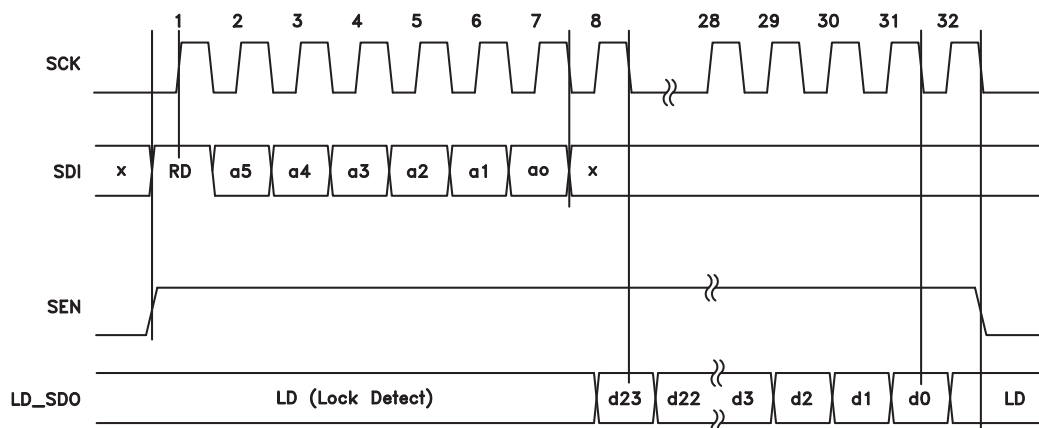 1 2 3 4 5 6 7 8 28 29 30 31 32
SCK
SDI x RD a5 a4 a3 a2 a1 ao x
SEN
LD_SDO LD (Lock Detect) d23 d22 d3 d2 d1 d0 LD